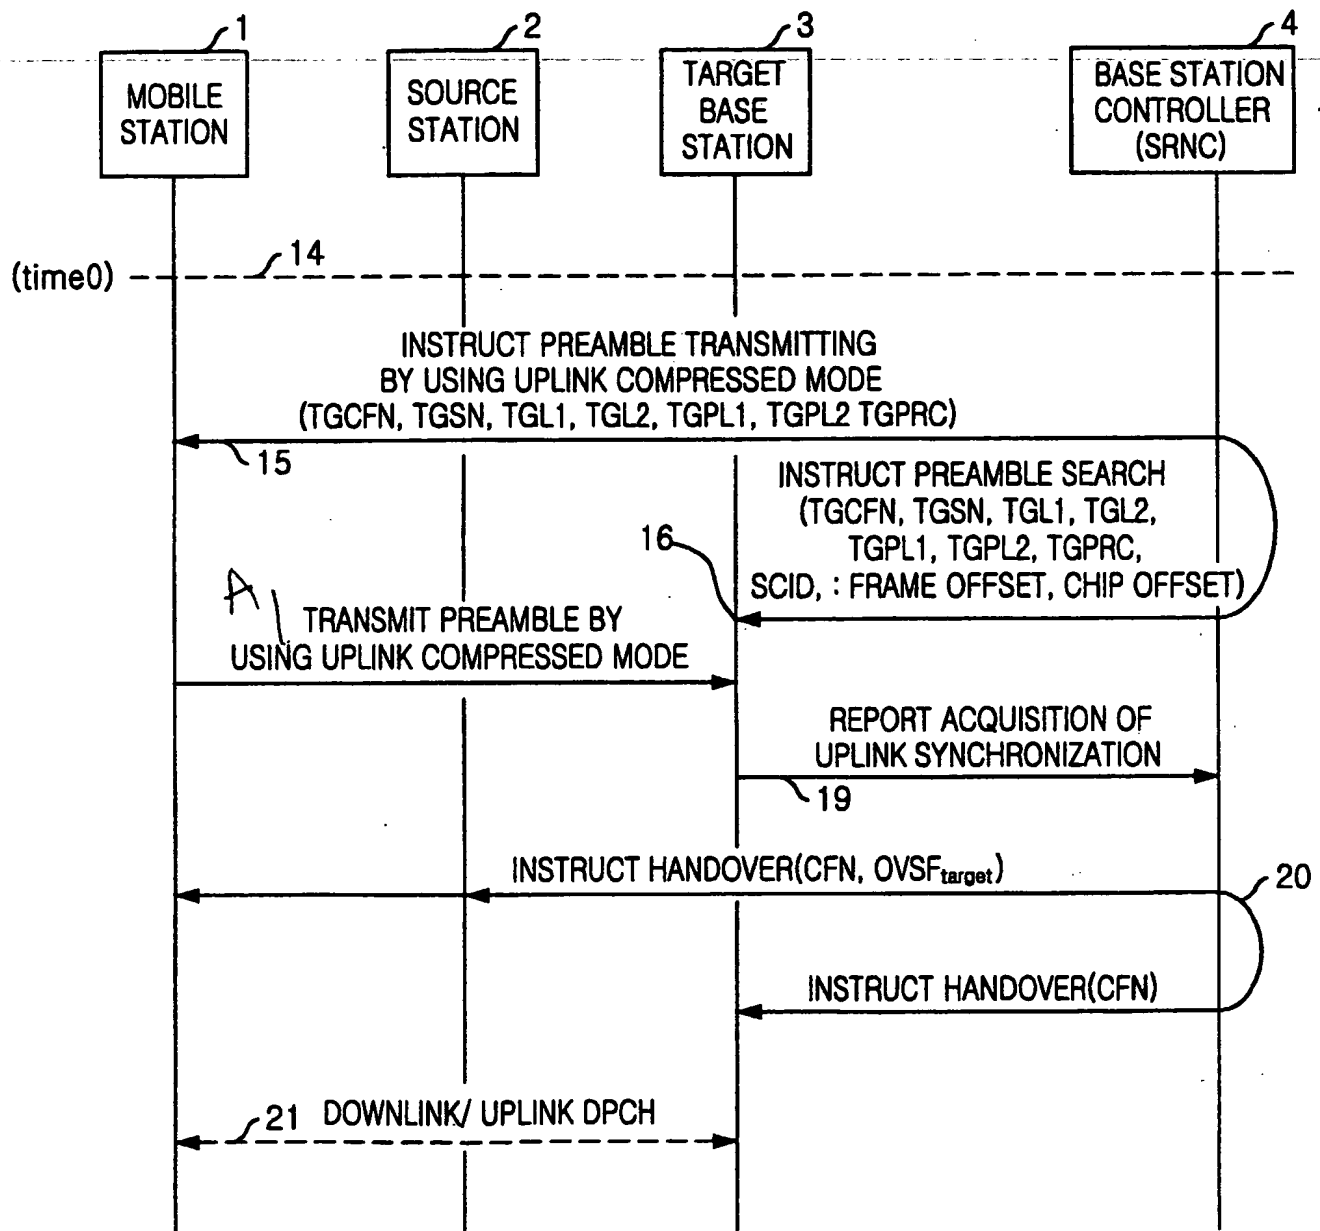 1
2
3
4
MOBILE
STATION
SOURCE
STATION
TARGET
BASE
STATION
BASE STATION
CONTROLLER
(SRNC)
14
(time0)
INSTRUCT PREAMBLE TRANSMITTING
BY USING UPLINK COMPRESSED MODE
(TGCFN, TGSN, TGL1, TGL2, TGPL1, TGPL2 TGPRC)
15
INSTRUCT PREAMBLE SEARCH
(TGCFN, TGSN, TGL1, TGL2,
TGPL1, TGPL2, TGPRC,
SCID, : FRAME OFFSET, CHIP OFFSET)
16
A1
TRANSMIT PREAMBLE BY
USING UPLINK COMPRESSED MODE
REPORT ACQUISITION OF
UPLINK SYNCHRONIZATION
19
INSTRUCT HANDOVER(CFN, OVSFtarget)
20
INSTRUCT HANDOVER(CFN)
21
DOWNLINK/ UPLINK DPCH